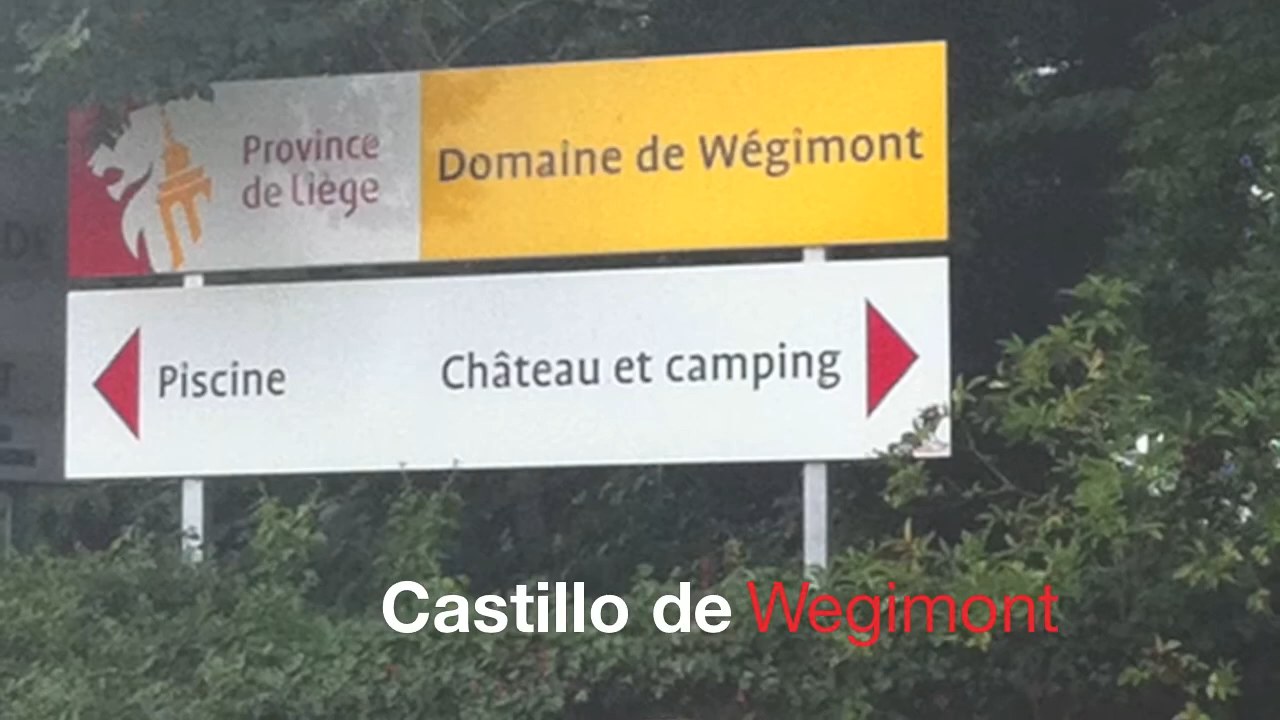 Province
de Liège
Domaine de Wégimont
Piscine
Château et camping
Castillo de Wegimont